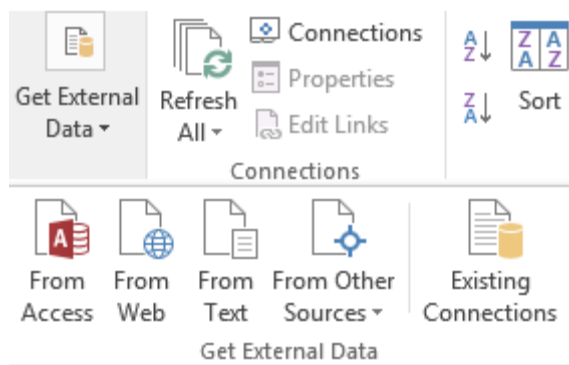 Connections
Get External
Data
Refresh
All
Properties
Edit Links
Sort
Connections
From
Access
From
Web
From
Text
From Other
Sources
Existing
Connections
Get External Data